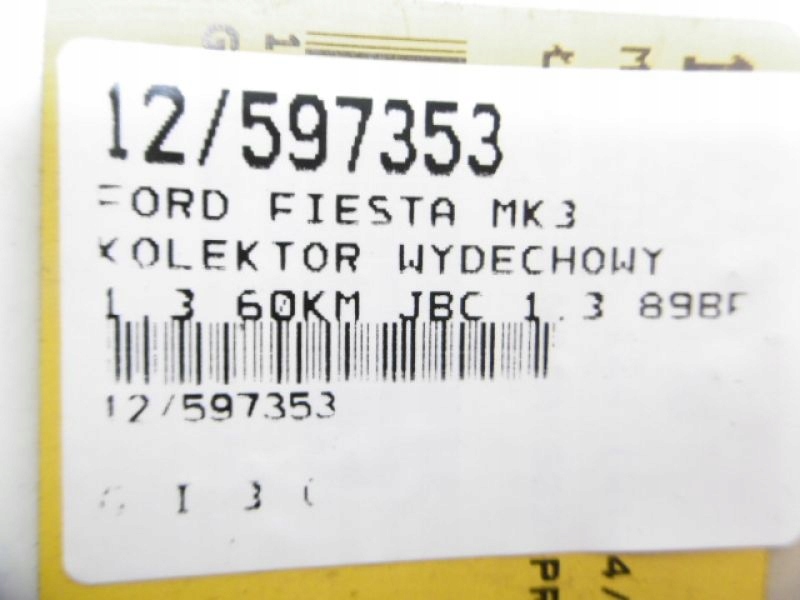 12/597353
FORD FIESTA MK3
KOLEKTOR WYDECHOWY
1.3 60KM JBC 1.3 89BF
12/597353